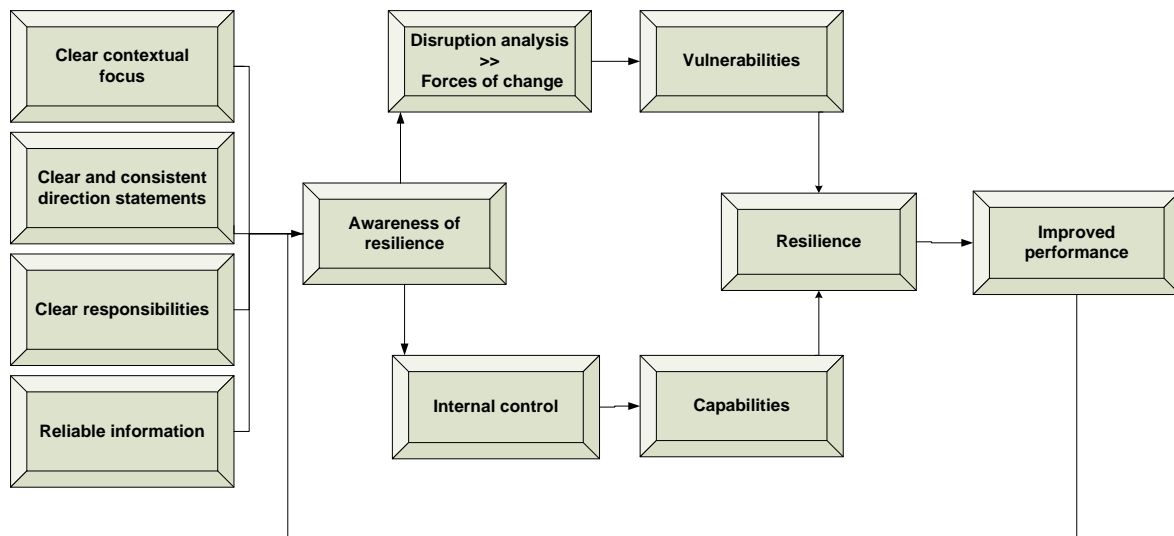 Clear contextual
focus
Clear and consistent
direction statements
Clear responsibilities
Reliable information
Awareness of
resilience
Disruption analysis
>>
Forces of change
Vulnerabilities
Internal control
Capabilities
Resilience
Improved
performance